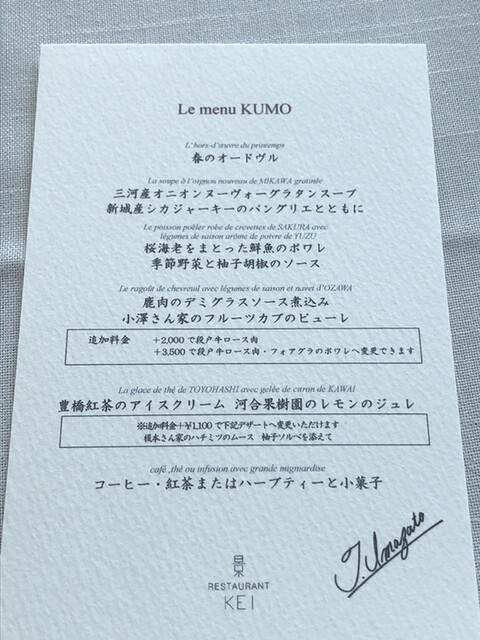 Le menu KUMO
L'hors-d'œuvre du printemps
春のオードヴル
La soupe à l'oignon nouveau de MIKAWA gratinée
三河産オニオンヌーヴォーグラタンスープ
新城産シカジャーキーのパングリエとともに
Le poisson poêler robe de crevettes de SAKURA avec
légumes de saison arôme de poivre de YUZU
桜海老をまとった鮮魚のポワレ
季節野菜と柚子胡椒のソース
Le ragoût de chevreuil avec légumes de saison et navet d'OZAWA
鹿肉のデミグラスソース煮込み
小澤さん家のフルーツカブのピューレ
追加料金 +2,000で段戸牛ロース肉
+3,500で段戸牛ロース肉・フォアグラのポワレへ変更できます
La glace de thé de TOYOHASHI avec gelée de citron de KAWAI
豊橋紅茶のアイスクリーム 河合果樹園のレモンのジュレ
※追加料金+¥1,100で下記デザートへ変更いただけます
榎本さん家のハチミツのムース 柚子ソルベを添えて
café ,thé ou infusion avec grande migmardise
コーヒー・紅茶またはハーブティーと小菓子
景
RESTAURANT
KEI
T. Imazato